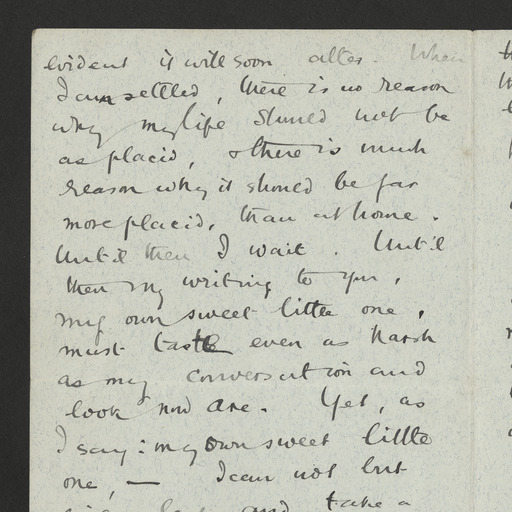 evident it will soon alter. When
I am settled, there is no reason
why my life should not be
as placid, & there is much
reason why it should be far
more placid, than at home.
Until then I wait. Until
then my writing to you,
my own sweet little one,
must taste even as harsh
as my conversation and
look now are. Yet, as
I say: my own sweet little
one, — I can not but
and take a